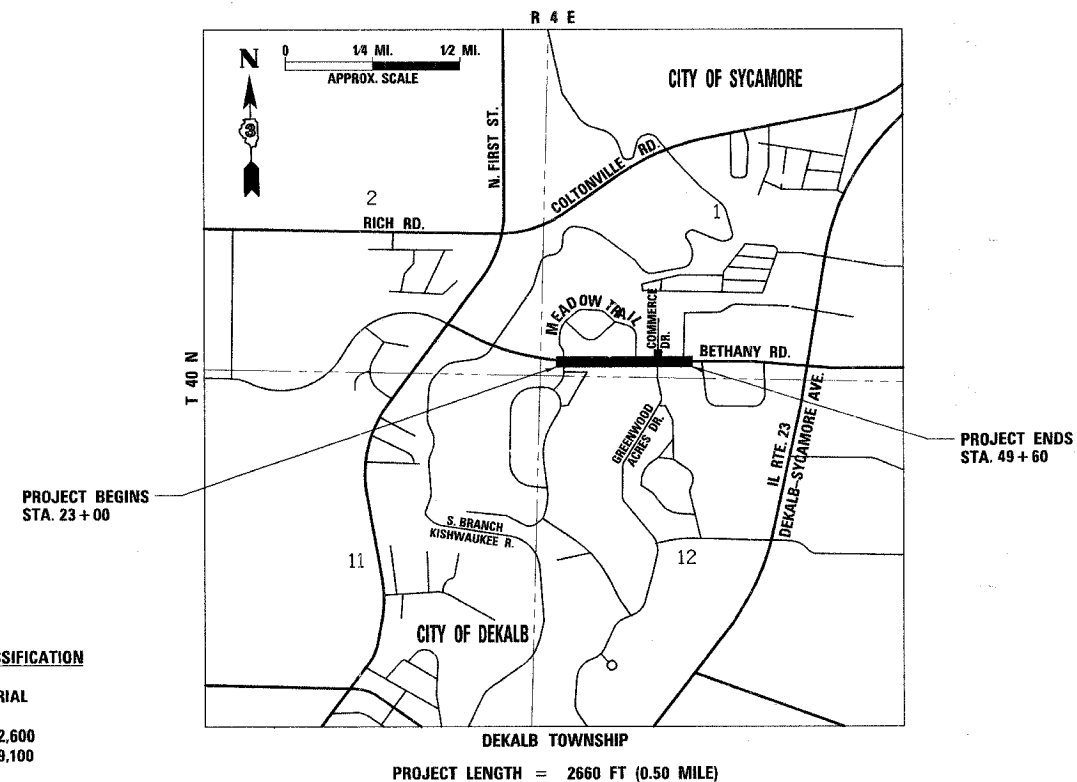 R 4 E
N
3
0 1/4 MI. 1/2 MI.
APPROX. SCALE
CITY OF SYCAMORE
N. FIRST ST.
COLTONVILLE RD.
2
1
RICH RD.
MEADOW TRAIL
COMMERCE
DR.
BETHANY RD.
T 40 N
GREENWOOD
ACRES DR.
IL RTE. 23
DEKALB-SYCAMORE AVE.
PROJECT ENDS
STA. 49+60
PROJECT BEGINS
STA. 23+00
S. BRANCH
KISHWAUKEE R.
11
12
CITY OF DEKALB
SSIFICATION
RIAL
2,600
9,100
DEKALB TOWNSHIP
PROJECT LENGTH = 2660 FT (0.50 MILE)